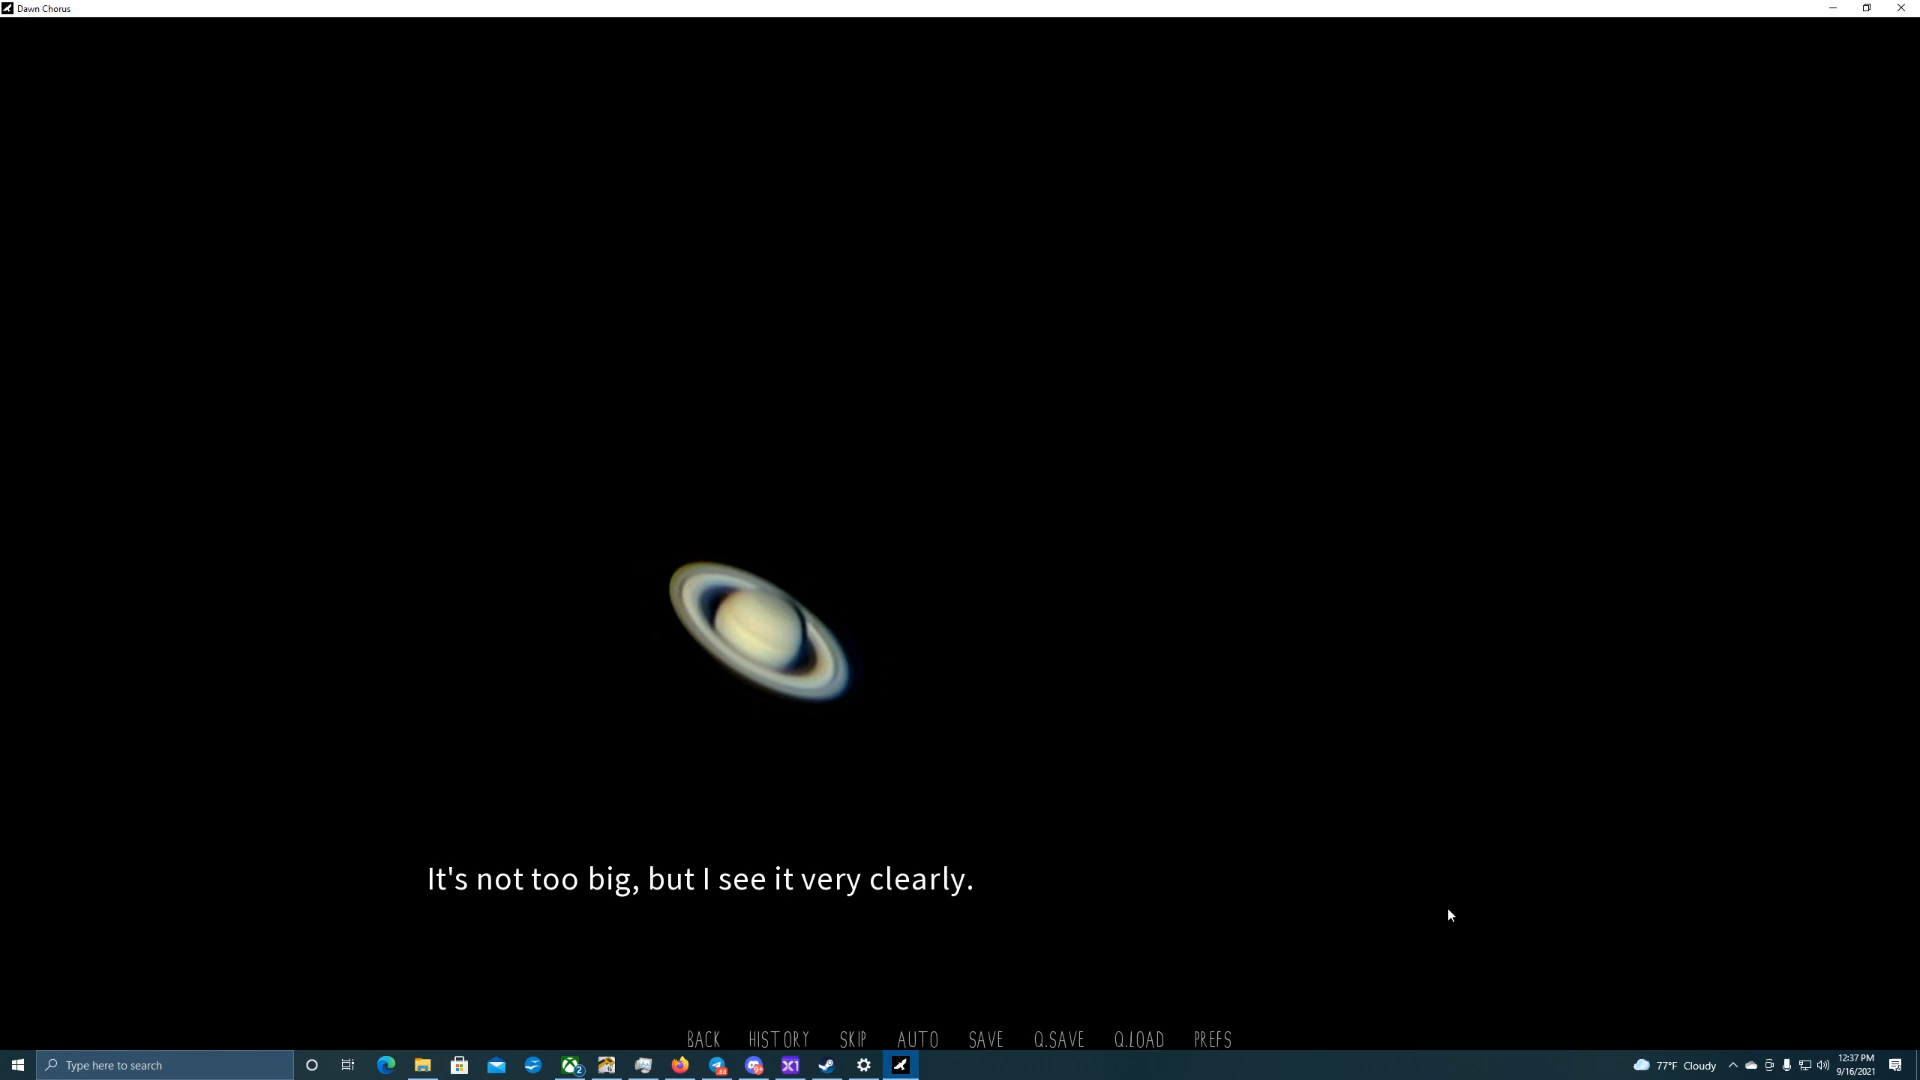 Dawn Chorus
It's not too big, but I see it very clearly.
BACK HISTORY SKIP AUTO SAVE Q.SAVE Q.LOAD PREFS
Type here to search
77°F Cloudy
12:37 PM
9/16/2021